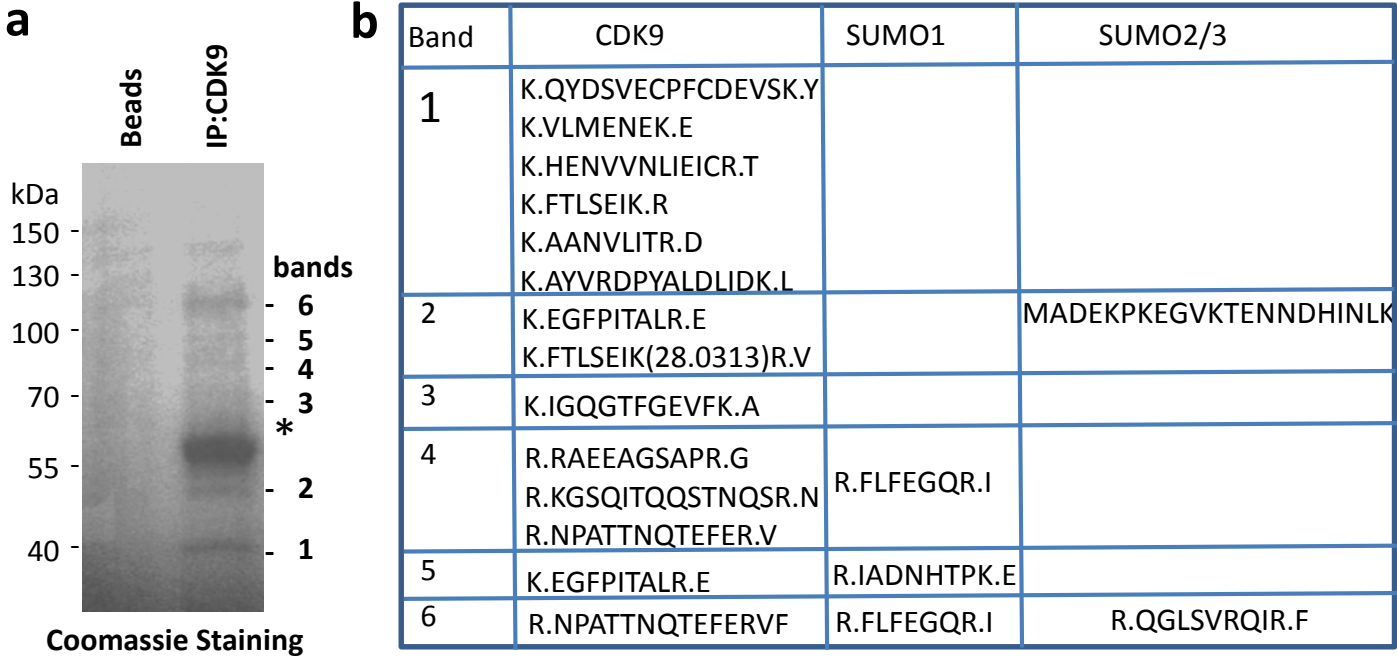 a
Beads
IP:CDK9
kDa
150
130
100
70
55
40
bands
6
5
4
3
*
2
1
Coomassie Staining
b
Band CDK9 SUMO1 SUMO2/3
1 K.QYDSVECPFCDEVSK.Y
K.VLMENEK.E
K.HENVVNLIEICR.T
K.FTLSEIK.R
K.AANVLITR.D
K.AYVRDPYALDLIDK.L
2 K.EGFPITALR.E MADEKPKEGVKTENNDHINLK
K.FTLSEIK(28.0313)R.V
3 K.IGQGTFGEVFK.A
4 R.RAEEAGSAPR.G
R.KGSQITQQSTNQSR.N R.FLFEGQR.I
R.NPATTNQTEFER.V
5 K.EGFPITALR.E R.IADNHTPK.E
6 R.NPATTNQTEFERVF R.FLFEGQR.I R.QGLSVRQIR.F